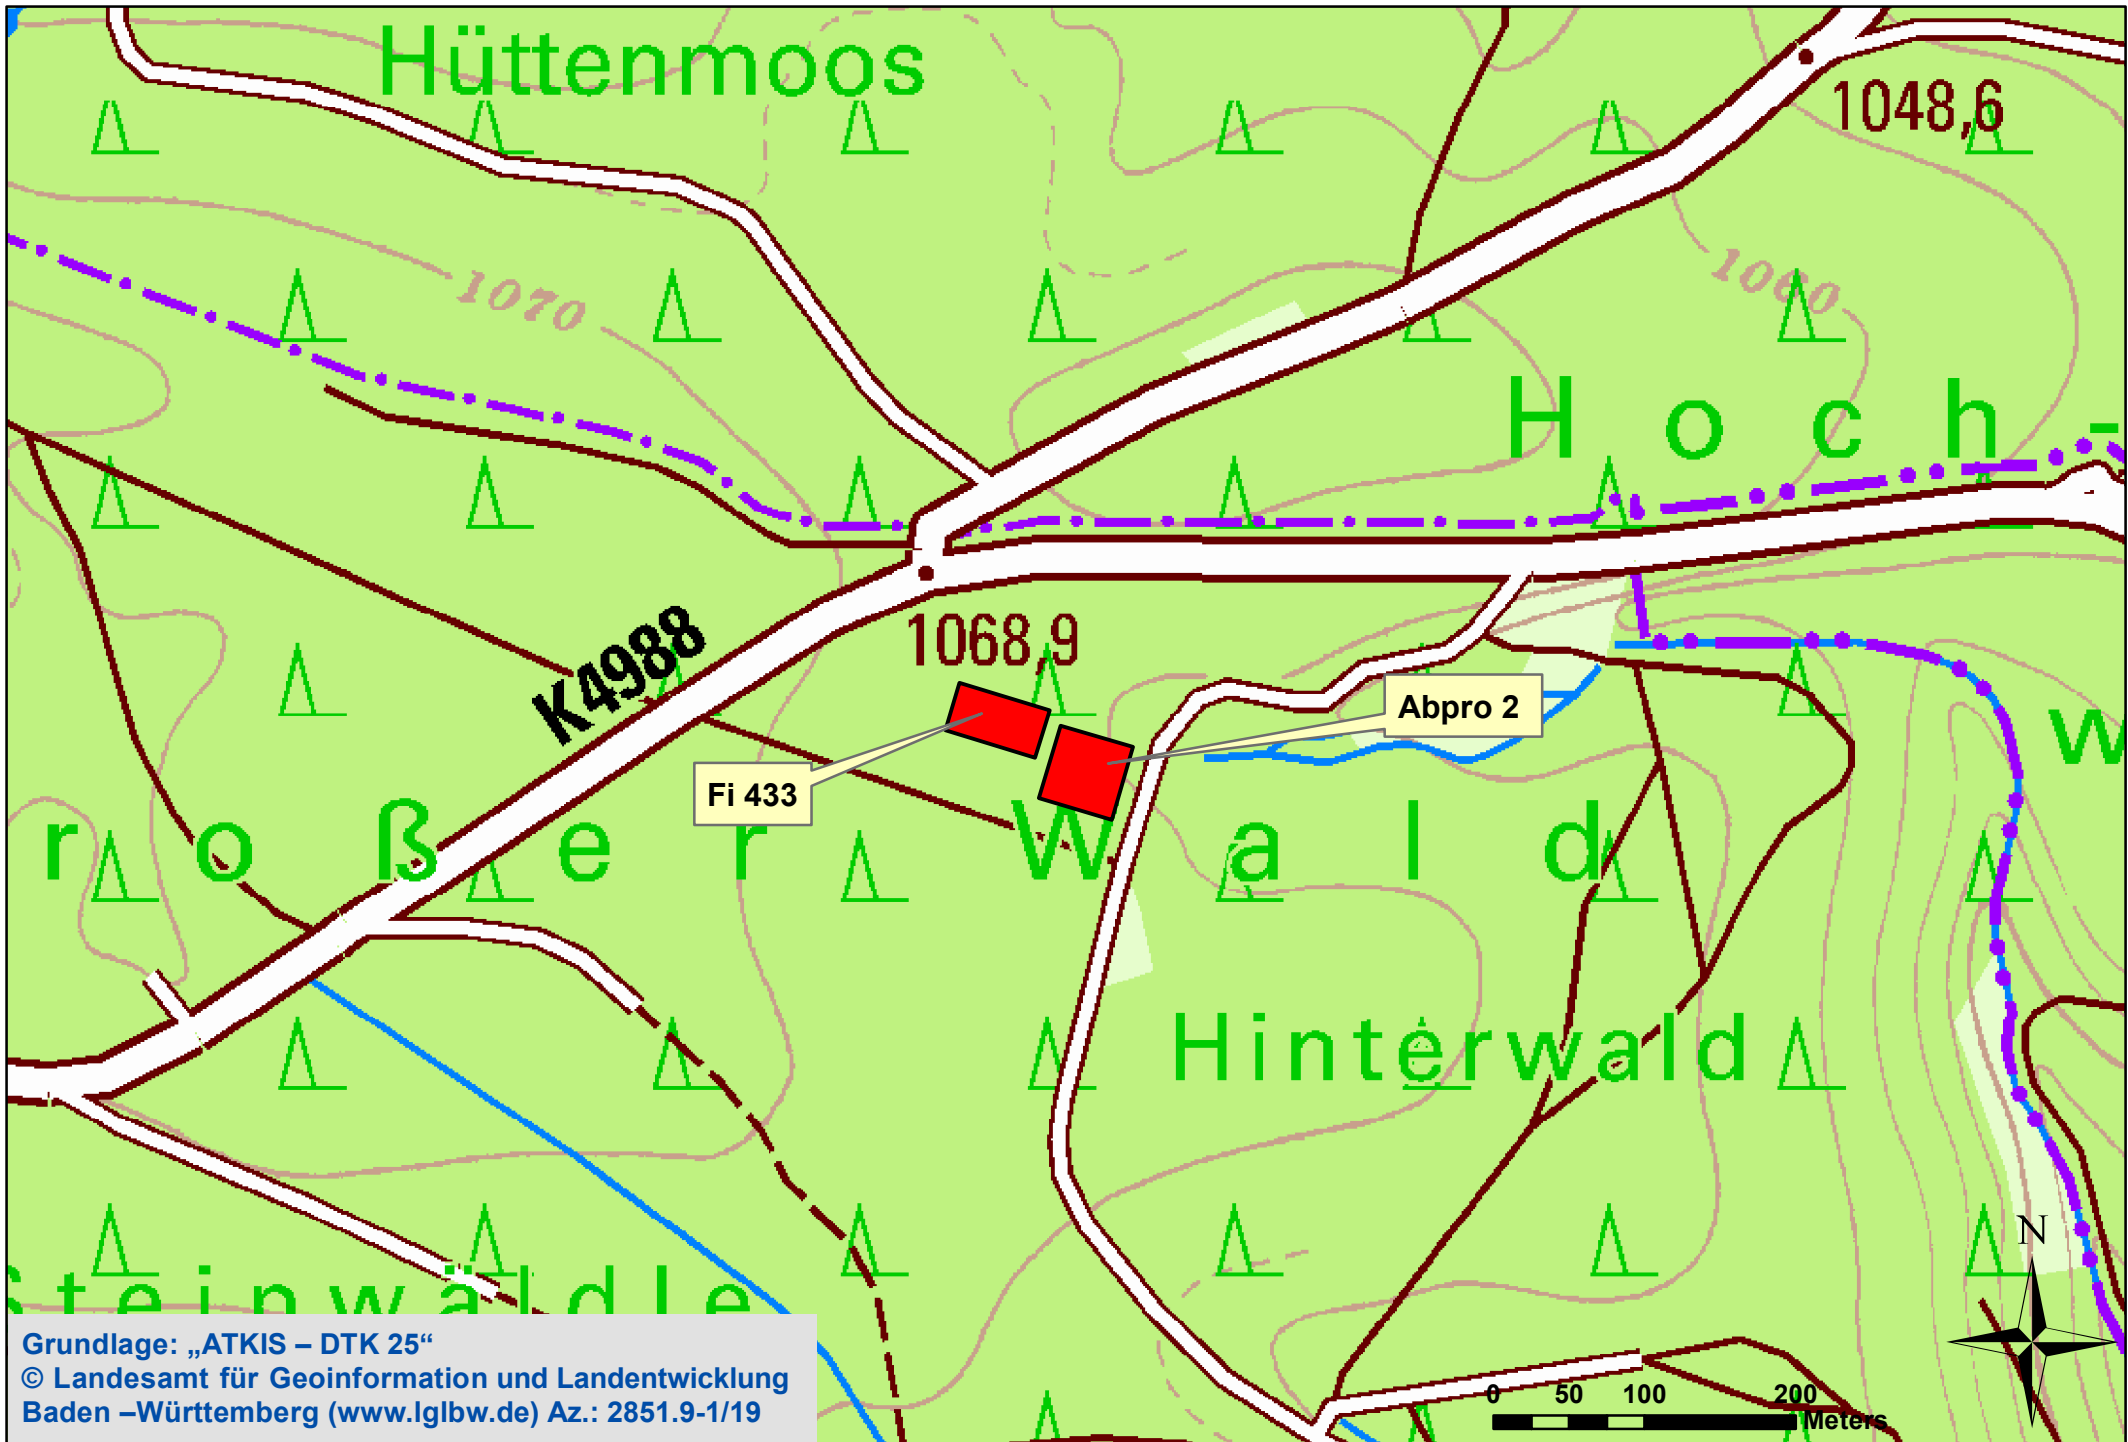 Hüttenmoos
1048,6
1070
1060
H o c h -
K4988
1068,9
Abpro 2
W
Fi 433
r o ß e r W a l d
Hinterwald
N
Steinwäldle
Grundlage: „ATKIS – DTK 25“
© Landesamt für Geoinformation und Landentwicklung
Baden –Württemberg (www.lglbw.de) Az.: 2851.9-1/19
0 50 100 200
Meters